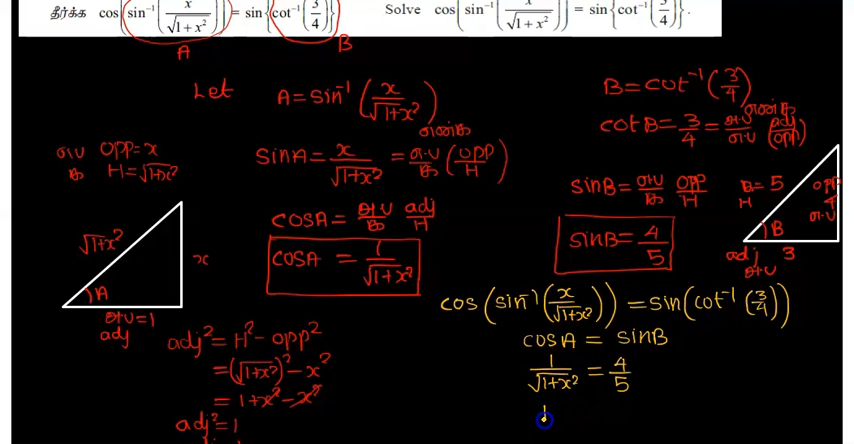 தீர்க்க cos{sin⁻¹(x/√(1+x²))} = sin{cot⁻¹(3/4)}
Solve cos{sin⁻¹(x/√(1+x²))} = sin{cot⁻¹(3/4)}.
A
B
Let A = sin⁻¹(x/√(1+x²))
எ.ப opp = x
க H = √(1+x²)
sin A = x/√(1+x²) = (opp/H)
cos A = adj/H
cos A = 1/√(1+x²)
√(1+x²)
x
A
= 1
adj
adj² = H² - opp²
= (√(1+x²))² - x²
= 1 + x² - x²
adj² = 1
B = cot⁻¹(3/4)
cot B = 3/4 = (adj/opp)
sin B = opp/H
sin B = 4/5
= 5
H
opp
4
B
adj 3
cos(sin⁻¹(x/√(1+x²))) = sin(cot⁻¹(3/4))
cos A = sin B
1/√(1+x²) = 4/5
1